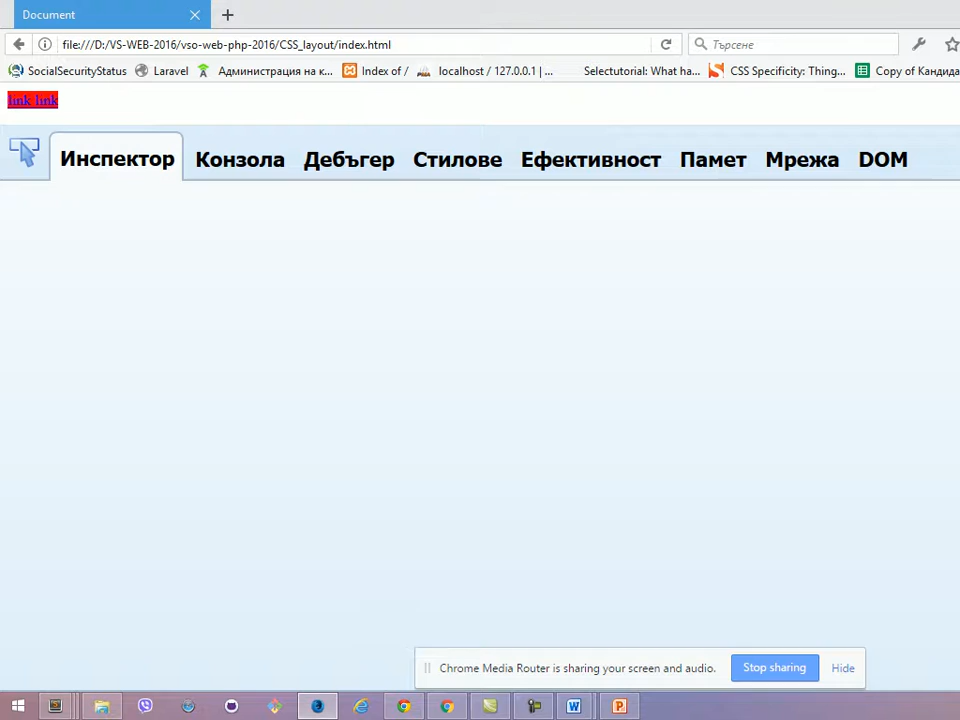 Document
file:///D:/VS-WEB-2016/vso-web-php-2016/CSS_layout/index.html
Търсене
SocialSecurityStatus Laravel Администрация на к... Index of / localhost / 127.0.0.1 | ... Selectutorial: What ha... CSS Specificity: Thing... Copy of Кандида
link link
Инспектор Конзола Дебъгер Стилове Ефективност Памет Мрежа DOM
Chrome Media Router is sharing your screen and audio. Stop sharing Hide